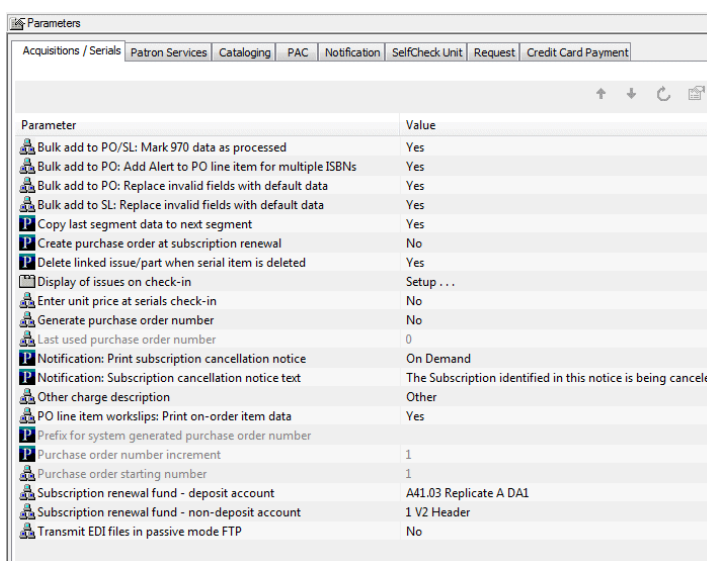 Parameters
Acquisitions / Serials Patron Services Cataloging PAC Notification SelfCheck Unit Request Credit Card Payment
Parameter Value
Bulk add to PO/SL: Mark 970 data as processed Yes
Bulk add to PO: Add Alert to PO line item for multiple ISBNs Yes
Bulk add to PO: Replace invalid fields with default data Yes
Bulk add to SL: Replace invalid fields with default data Yes
P Copy last segment data to next segment Yes
P Create purchase order at subscription renewal No
P Delete linked issue/part when serial item is deleted Yes
Display of issues on check-in Setup . . .
Enter unit price at serials check-in No
Generate purchase order number No
Last used purchase order number 0
P Notification: Print subscription cancellation notice On Demand
P Notification: Subscription cancellation notice text The Subscription identified in this notice is being cancele
Other charge description Other
PO line item workslips: Print on-order item data Yes
P Prefix for system generated purchase order number
P Purchase order number increment 1
Purchase order starting number 1
Subscription renewal fund - deposit account A41.03 Replicate A DA1
Subscription renewal fund - non-deposit account 1 V2 Header
Transmit EDI files in passive mode FTP No